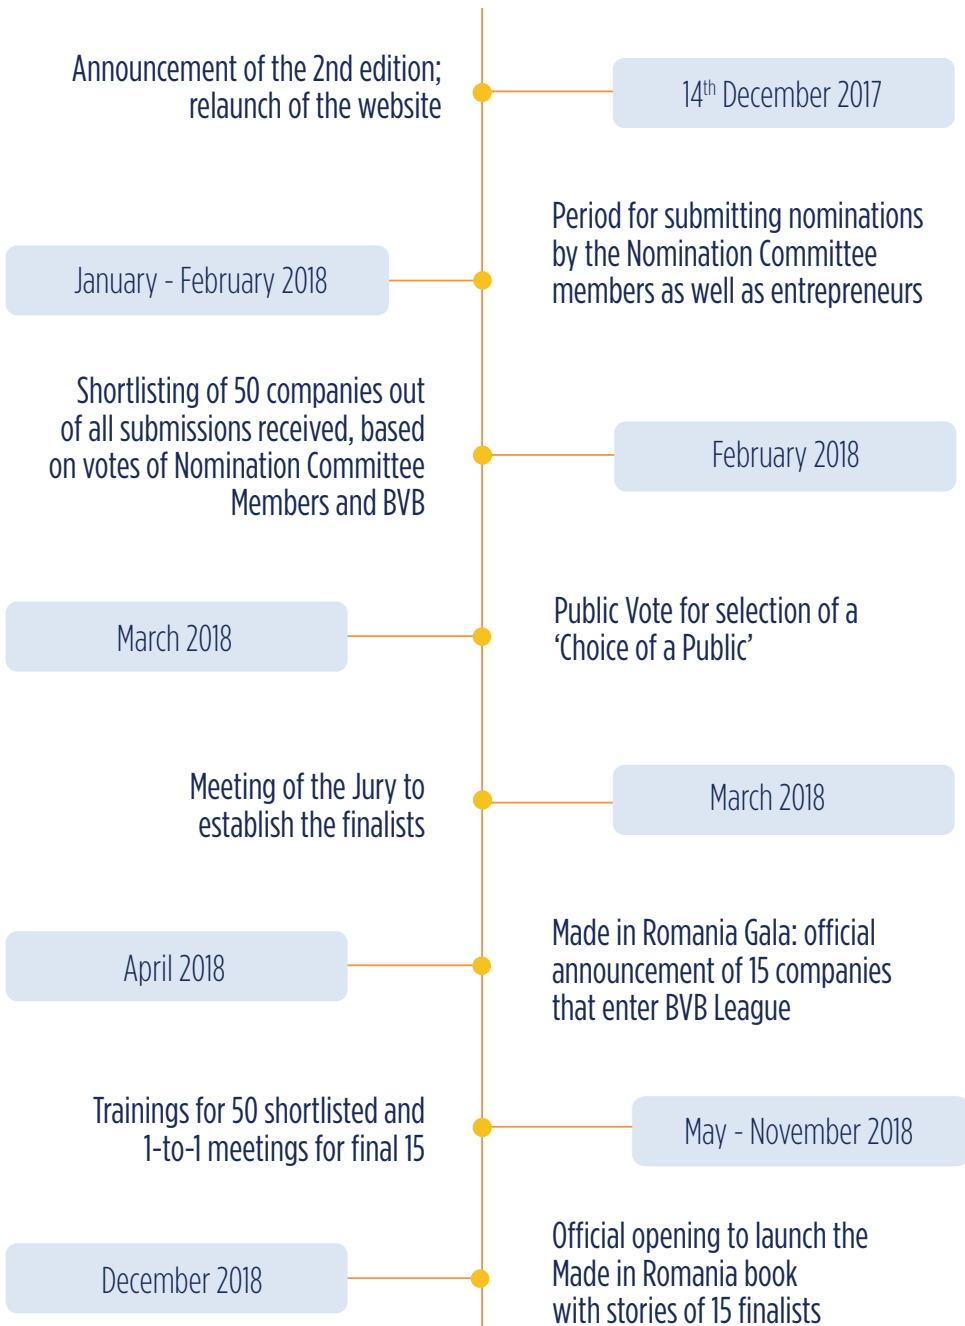 Announcement of the 2nd edition;
relaunch of the website
14th December 2017
Period for submitting nominations
by the Nomination Committee
members as well as entrepreneurs
January - February 2018
Shortlisting of 50 companies out
of all submissions received, based
on votes of Nomination Committee
Members and BVB
February 2018
Public Vote for selection of a
‘Choice of a Public’
March 2018
Meeting of the Jury to
establish the finalists
March 2018
Made in Romania Gala: official
announcement of 15 companies
that enter BVB League
April 2018
Trainings for 50 shortlisted and
1-to-1 meetings for final 15
May - November 2018
Official opening to launch the
Made in Romania book
with stories of 15 finalists
December 2018